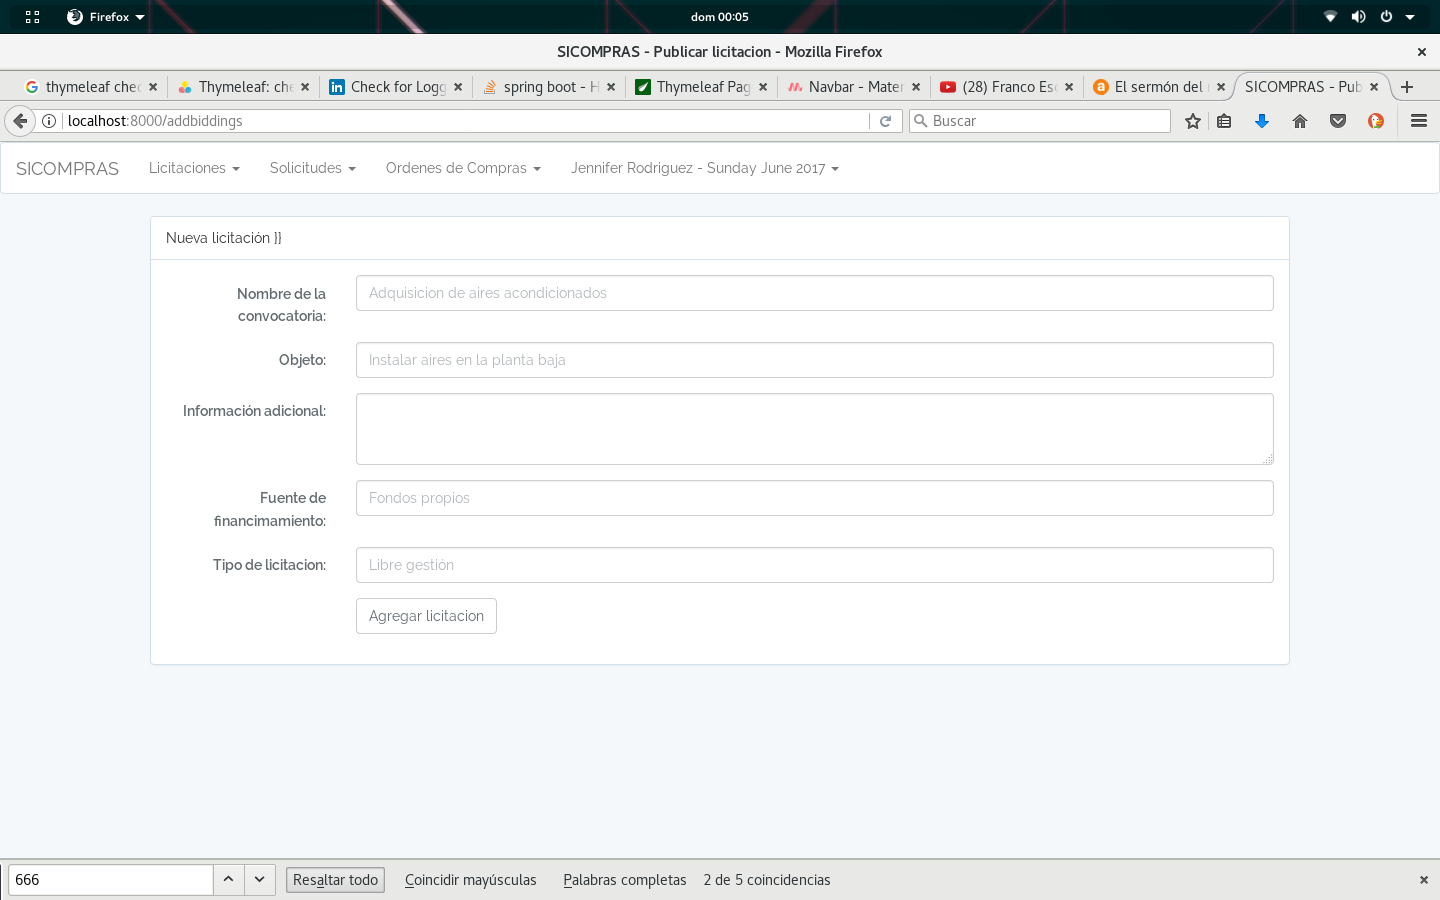 Firefox
dom 00:05
SICOMPRAS - Publicar licitacion - Mozilla Firefox
thymeleaf chec
Thymeleaf: che
Check for Logg
spring boot - H
Thymeleaf Pag
Navbar - Mater
(28) Franco Esc
El sermón del
SICOMPRAS - Pub
localhost:8000/addbiddings
Buscar
SICOMPRAS
Licitaciones
Solicitudes
Ordenes de Compras
Jennifer Rodriguez - Sunday June 2017
Nueva licitación }}
Nombre de la
convocatoria:
Adquisicion de aires acondicionados
Objeto:
Instalar aires en la planta baja
Información adicional:
Fuente de
financimamiento:
Fondos propios
Tipo de licitacion:
Libre gestión
Agregar licitacion
666
Resaltar todo
Coincidir mayúsculas
Palabras completas
2 de 5 coincidencias